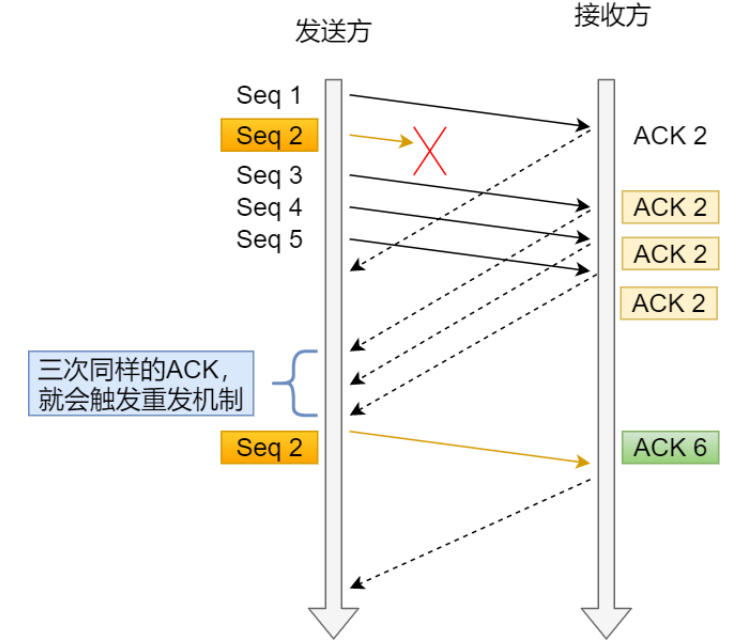 发送方
接收方
Seq 1
Seq 2
ACK 2
Seq 3
Seq 4
ACK 2
Seq 5
ACK 2
ACK 2
三次同样的ACK，
就会触发重发机制
Seq 2
ACK 6